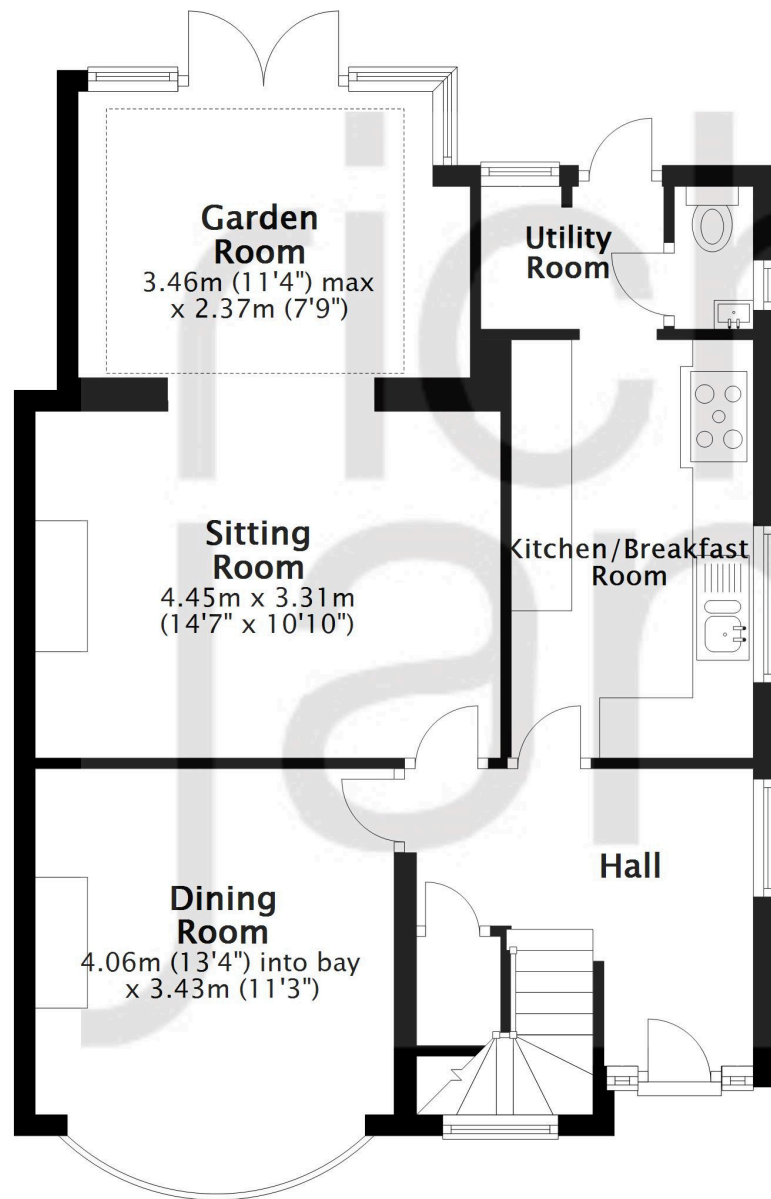 Garden
Room
3.46m (11'4") max
x 2.37m (7'9")
Utility
Room
Sitting
Room
4.45m x 3.31m
(14'7" x 10'10")
Kitchen/Breakfast
Room
Hall
Dining
Room
4.06m (13'4") into bay
x 3.43m (11'3")